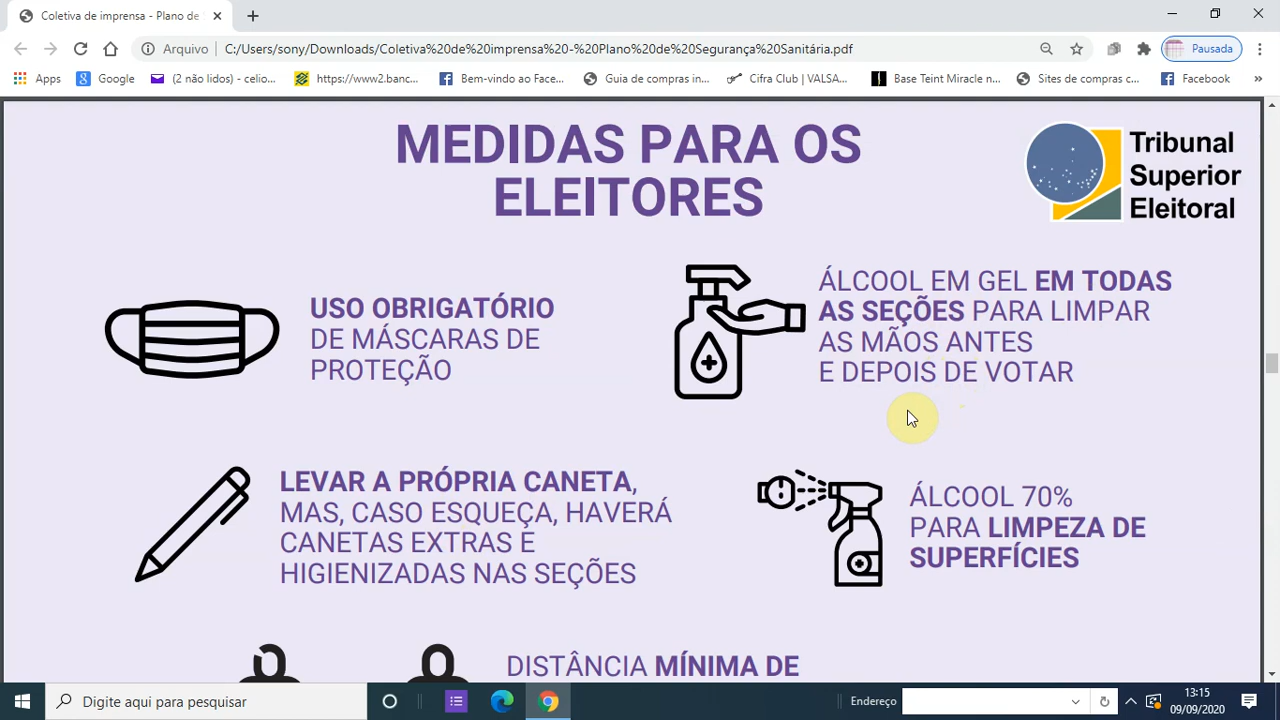 Coletiva de imprensa - Plano de
Arquivo
C:/Users/sony/Downloads/Coletiva%20de%20imprensa%20-%20Plano%20de%20Segurança%20Sanitária.pdf
Pausada
Apps
Google
(2 não lidos) - celio...
https://www2.banc...
Bem-vindo ao Face...
Guia de compras in...
Cifra Club | VALSA...
Base Teint Miracle n...
Sites de compras c...
Facebook
»
MEDIDAS PARA OS
ELEITORES
Tribunal
Superior
Eleitoral
USO OBRIGATÓRIO
DE MÁSCARAS DE
PROTEÇÃO
ÁLCOOL EM GEL EM TODAS
AS SEÇÕES PARA LIMPAR
AS MÃOS ANTES
E DEPOIS DE VOTAR
LEVAR A PRÓPRIA CANETA,
MAS, CASO ESQUEÇA, HAVERÁ
CANETAS EXTRAS E
HIGIENIZADAS NAS SEÇÕES
ÁLCOOL 70%
PARA LIMPEZA DE
SUPERFÍCIES
DISTÂNCIA MÍNIMA DE
Digite aqui para pesquisar
Endereço
13:15
09/09/2020